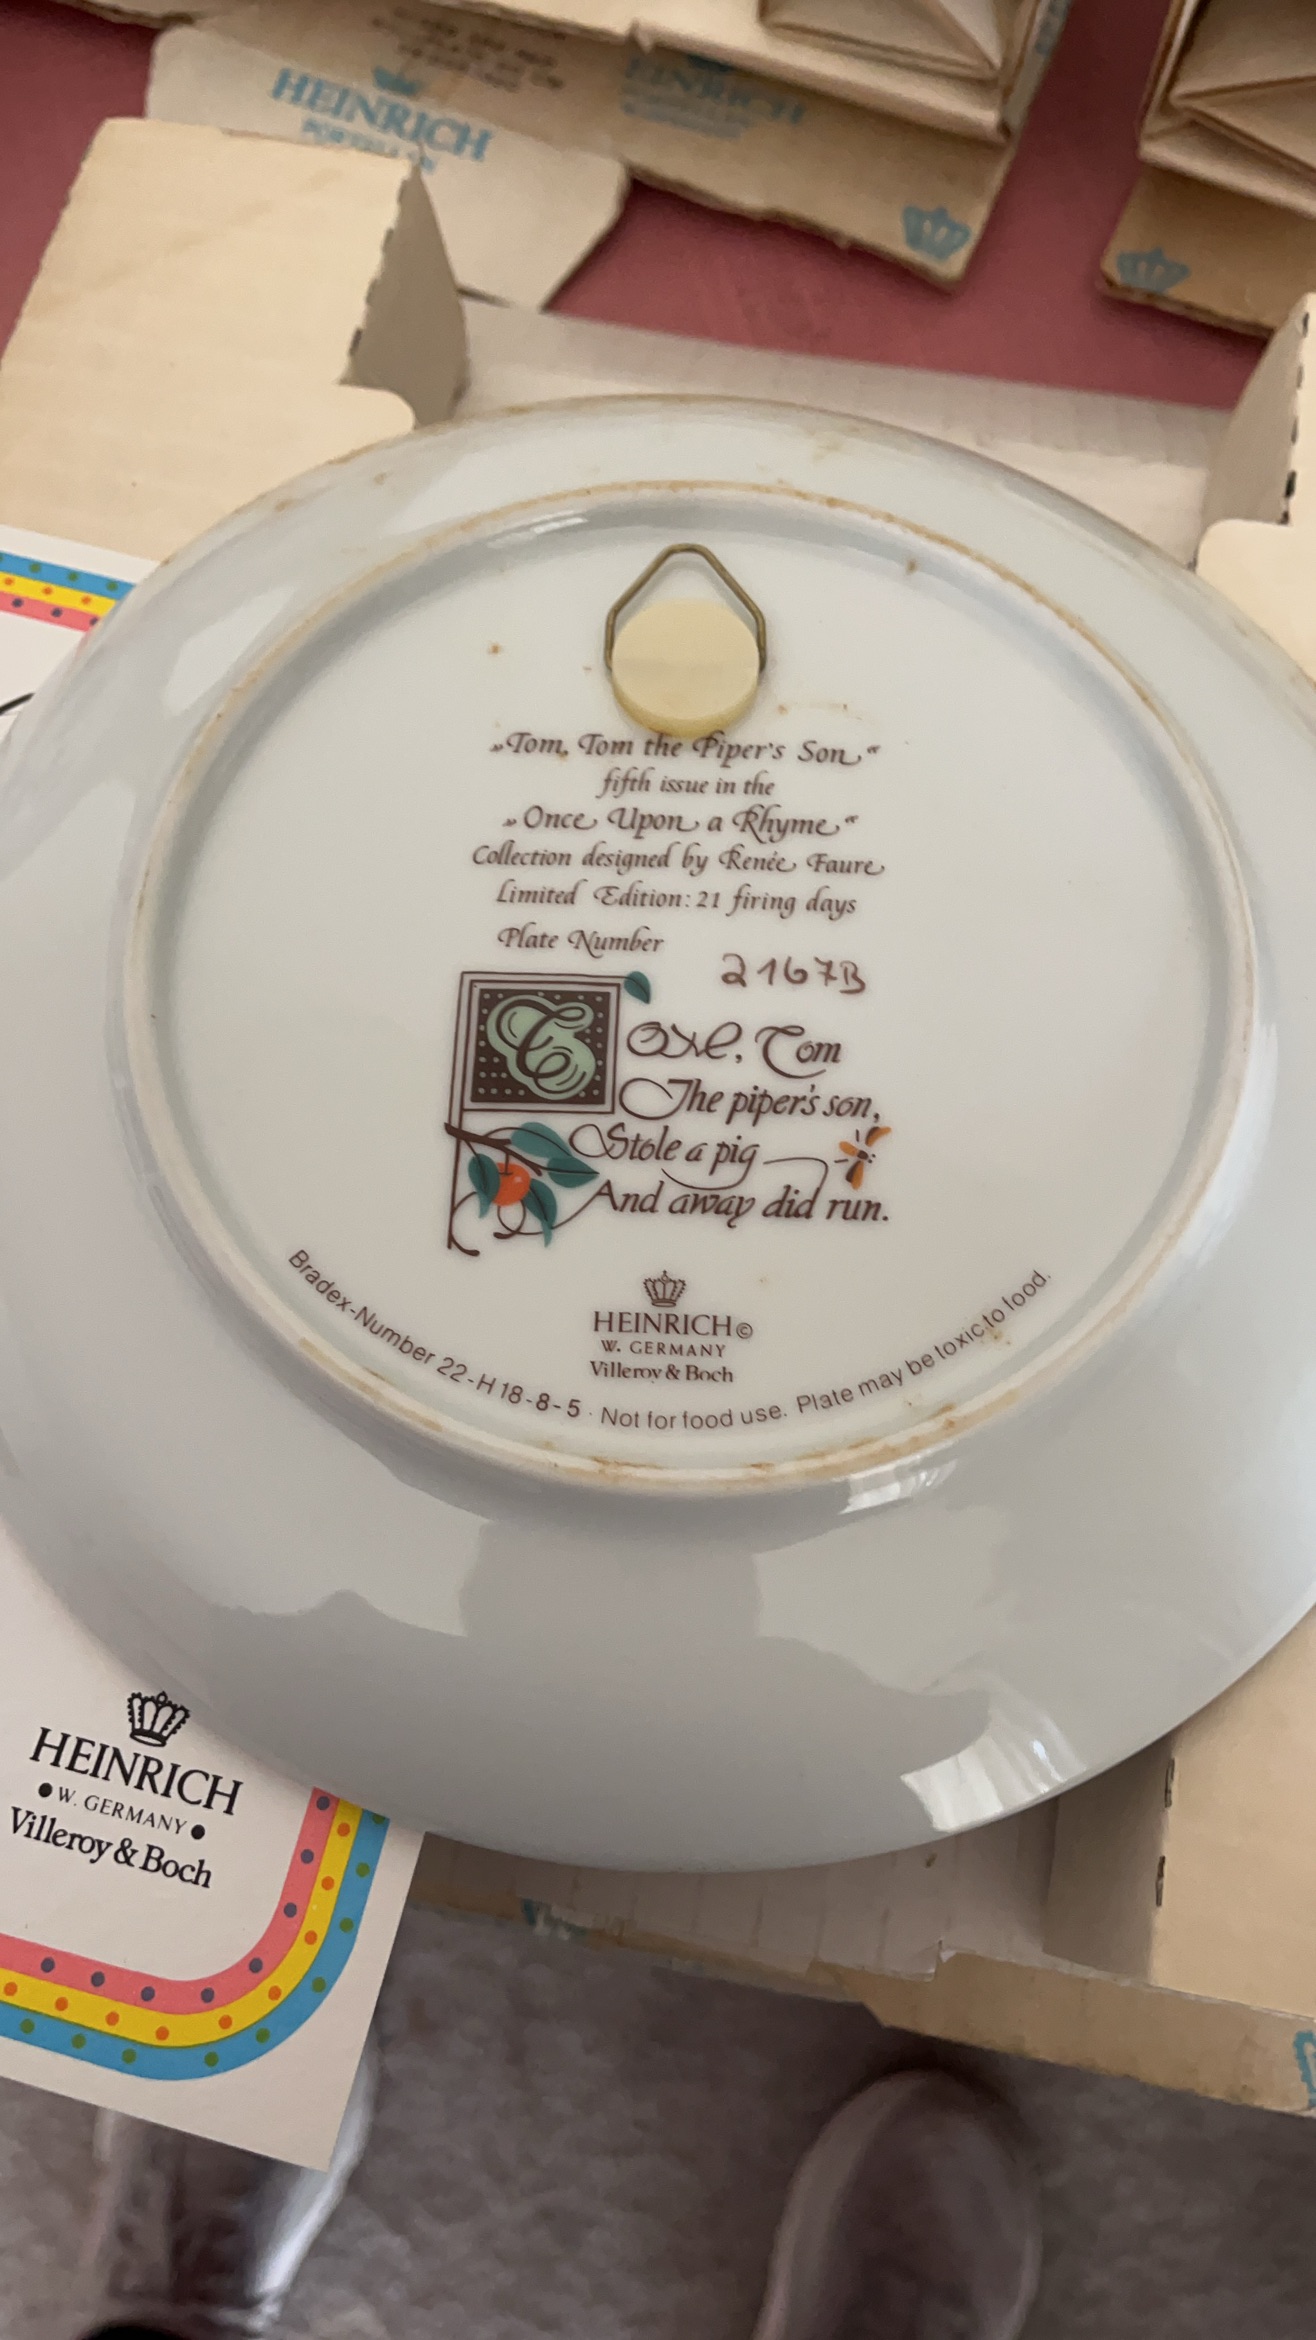 HEINRICH
PORZELLAN
HEINRICH
„Tom, Tom the Piper's Son“
fifth issue in the
„Once Upon a Rhyme“
Collection designed by Renée Faure
Limited Edition: 21 firing days
Plate Number
2167B
Tom, Tom
The piper's son,
Stole a pig
And away did run.
HEINRICH©
W. GERMANY
Villeroy & Boch
Bradex-Number 22-H18-8-5 · Not for food use. Plate may be toxic to food.
HEINRICH
• W. GERMANY •
Villeroy & Boch